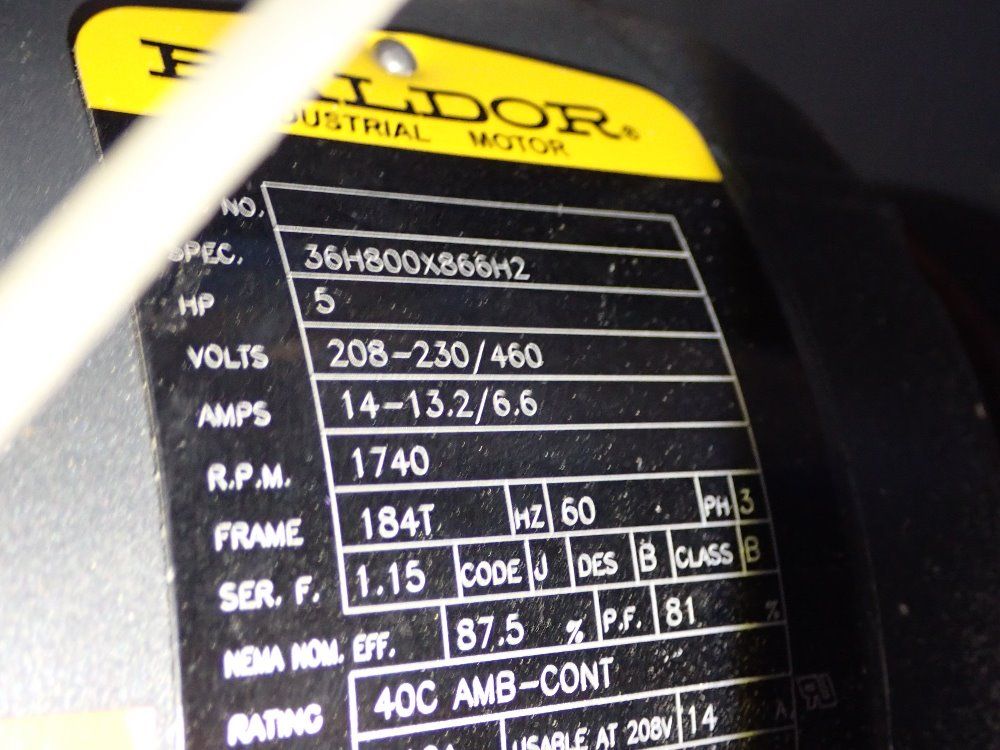 BALDOR®
INDUSTRIAL MOTOR
NO.
SPEC. 36H800X866H2
HP 5
VOLTS 208-230/460
AMPS 14-13.2/6.6
R.P.M. 1740
FRAME 184T HZ 60 PH 3
SER. F. 1.15 CODE J DES B CLASS B
NEMA NOM. EFF. 87.5 % P.F. 81 %
RATING 40C AMB-CONT
USABLE AT 208V 14 A